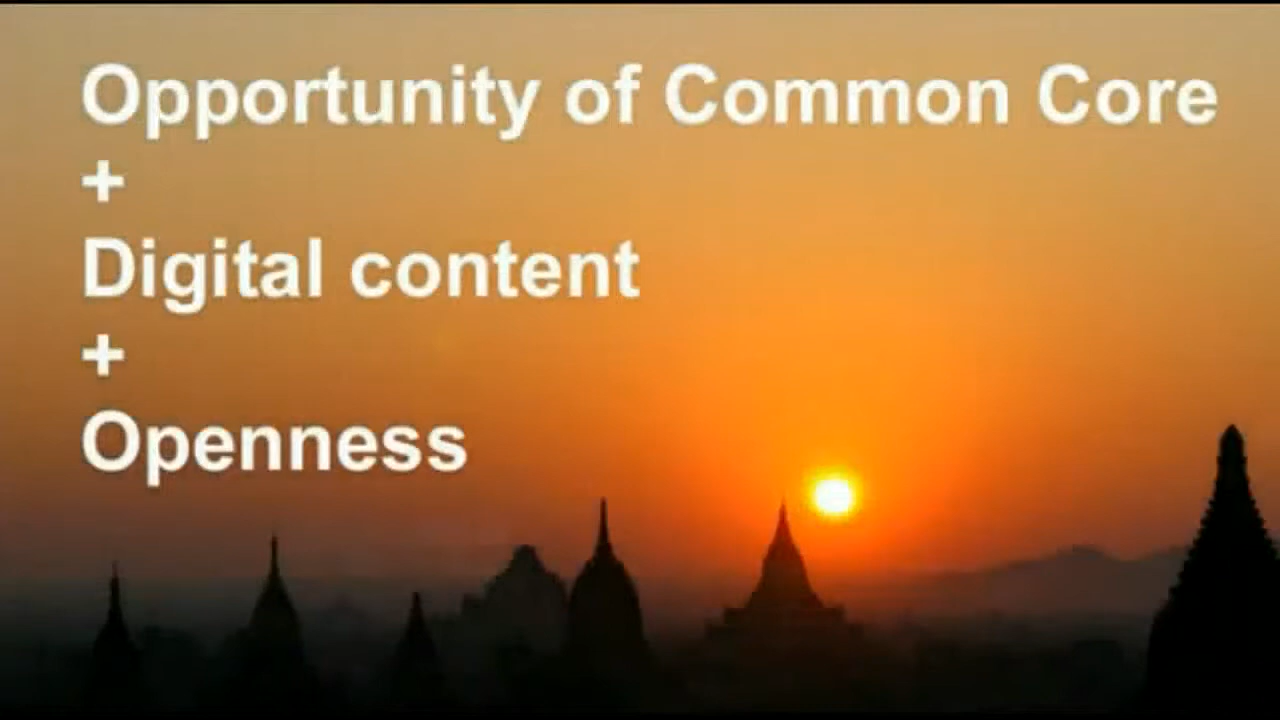 Opportunity of Common Core
+
Digital content
+
Openness